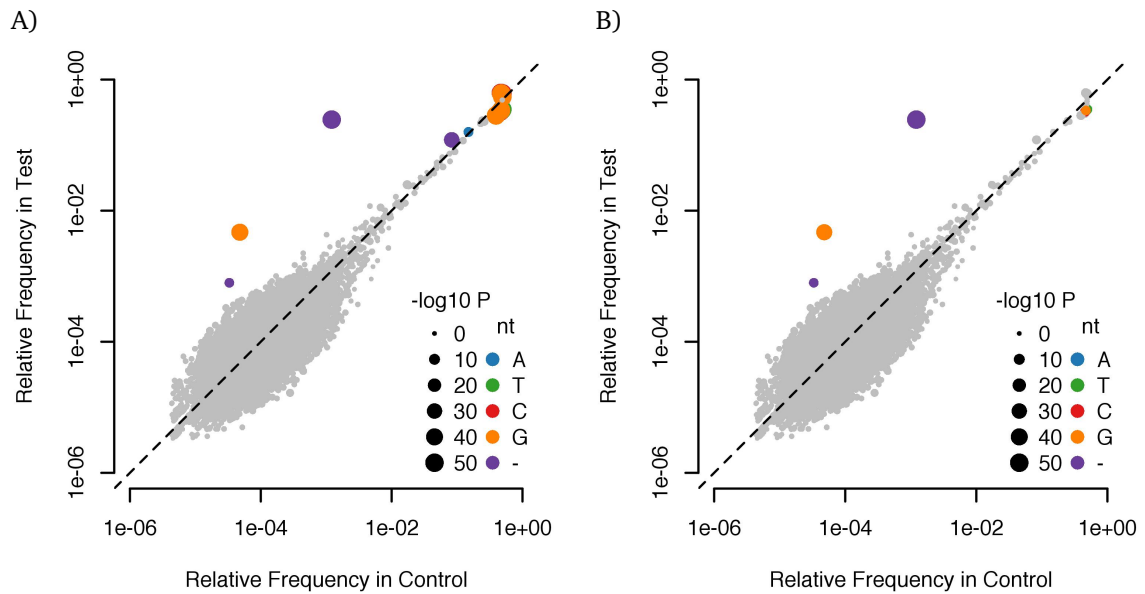 A)
Relative Frequency in Test
1e+00
1e-02
1e-04
1e-06
-log10 P
nt
0
10 A
20 T
30 C
40 G
50 -
1e-06 1e-04 1e-02 1e+00
Relative Frequency in Control
B)
Relative Frequency in Test
1e+00
1e-02
1e-04
1e-06
-log10 P
nt
0
10 A
20 T
30 C
40 G
50 -
1e-06 1e-04 1e-02 1e+00
Relative Frequency in Control